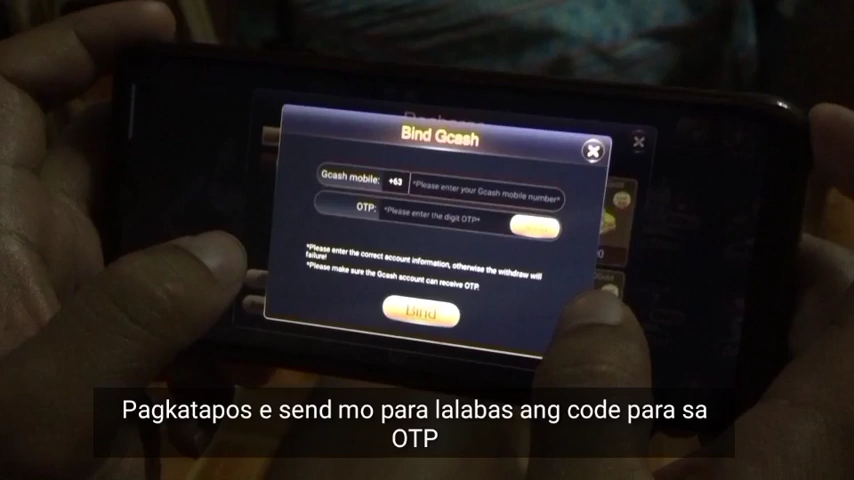 Bind Gcash
Gcash mobile: +63 *Please enter your Gcash mobile number*
OTP: *Please enter the digit OTP*
*Please enter the correct account information, otherwise the withdraw will
failure!
*Please make sure the Gcash account can receive OTP.
Bind
Pagkatapos e send mo para lalabas ang code para sa
OTP